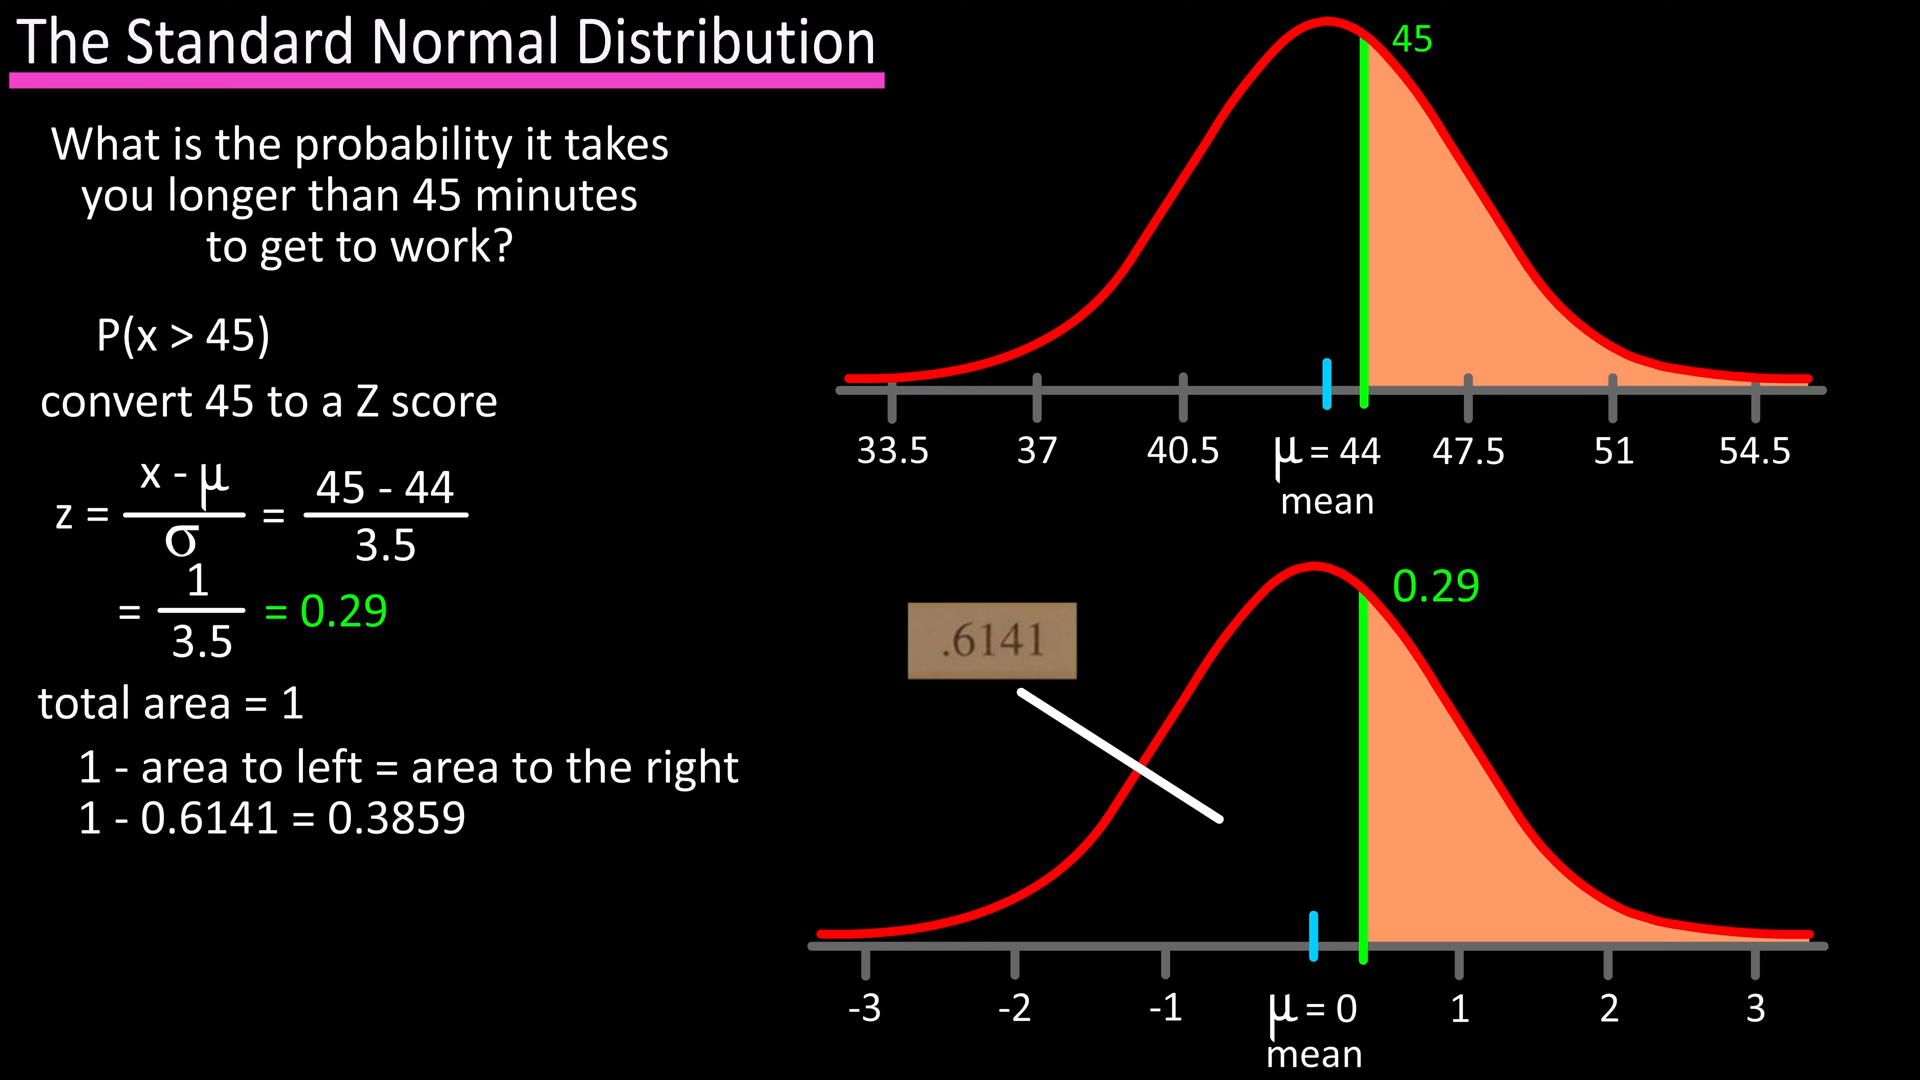 The Standard Normal Distribution
What is the probability it takes
you longer than 45 minutes
to get to work?
P(x > 45)
convert 45 to a Z score
z = x - μ / σ = 45 - 44 / 3.5
= 1 / 3.5 = 0.29
total area = 1
1 - area to left = area to the right
1 - 0.6141 = 0.3859
45
33.5 37 40.5 μ = 44 47.5 51 54.5
mean
0.29
.6141
-3 -2 -1 μ = 0 1 2 3
mean